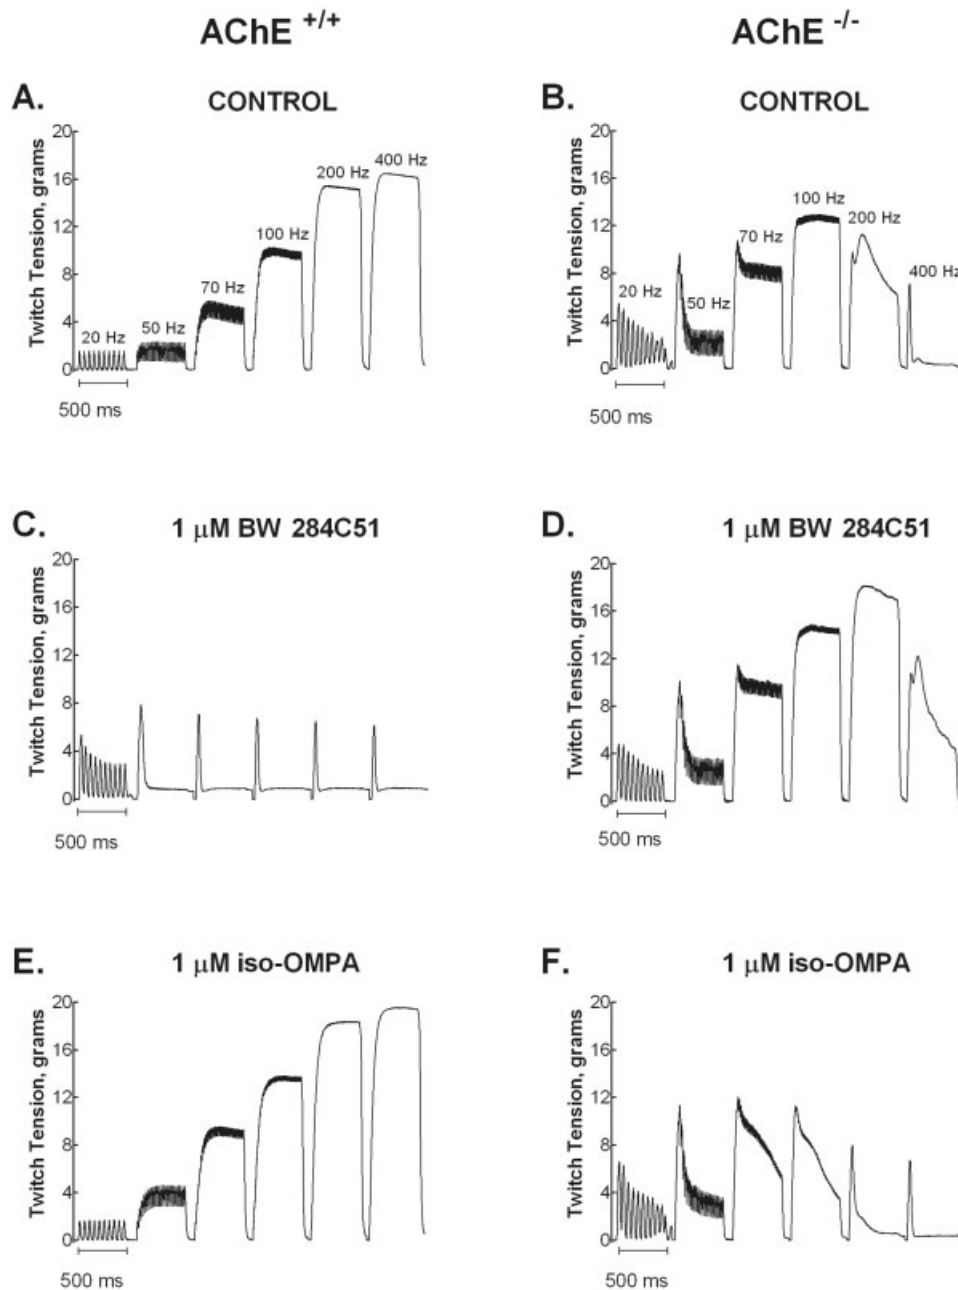 AChE +/+
AChE -/-
A.
CONTROL
Twitch Tension, grams
20
16
12
8
4
0
20 Hz
50 Hz
70 Hz
100 Hz
200 Hz
400 Hz
500 ms
B.
CONTROL
Twitch Tension, grams
20
16
12
8
4
0
20 Hz
50 Hz
70 Hz
100 Hz
200 Hz
400 Hz
500 ms
C.
1 μM BW 284C51
Twitch Tension, grams
20
16
12
8
4
0
500 ms
D.
1 μM BW 284C51
Twitch Tension, grams
20
16
12
8
4
0
500 ms
E.
1 μM iso-OMPA
Twitch Tension, grams
20
16
12
8
4
0
500 ms
F.
1 μM iso-OMPA
Twitch Tension, grams
20
16
12
8
4
0
500 ms